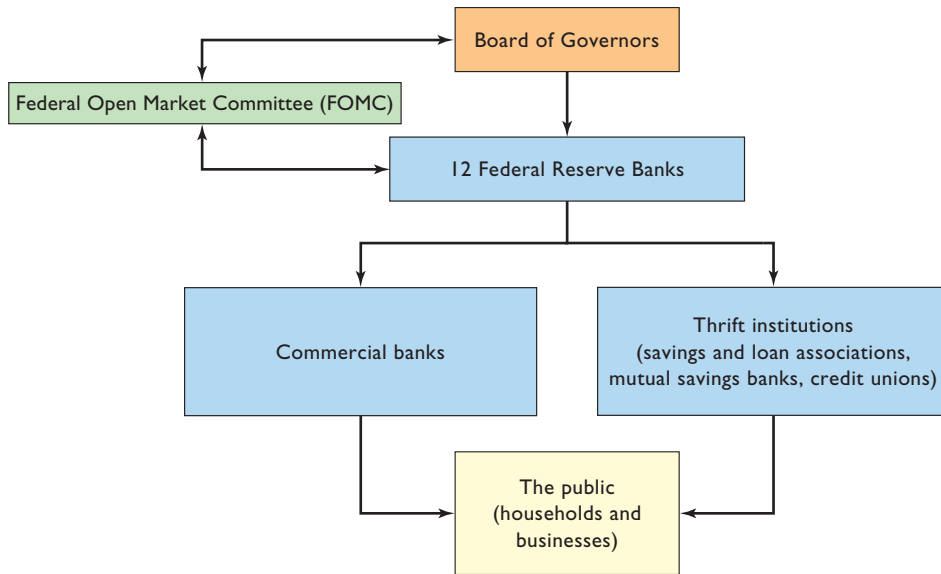 Board of Governors
Federal Open Market Committee (FOMC)
12 Federal Reserve Banks
Commercial banks
Thrift institutions
(savings and loan associations,
mutual savings banks, credit unions)
The public
(households and
businesses)